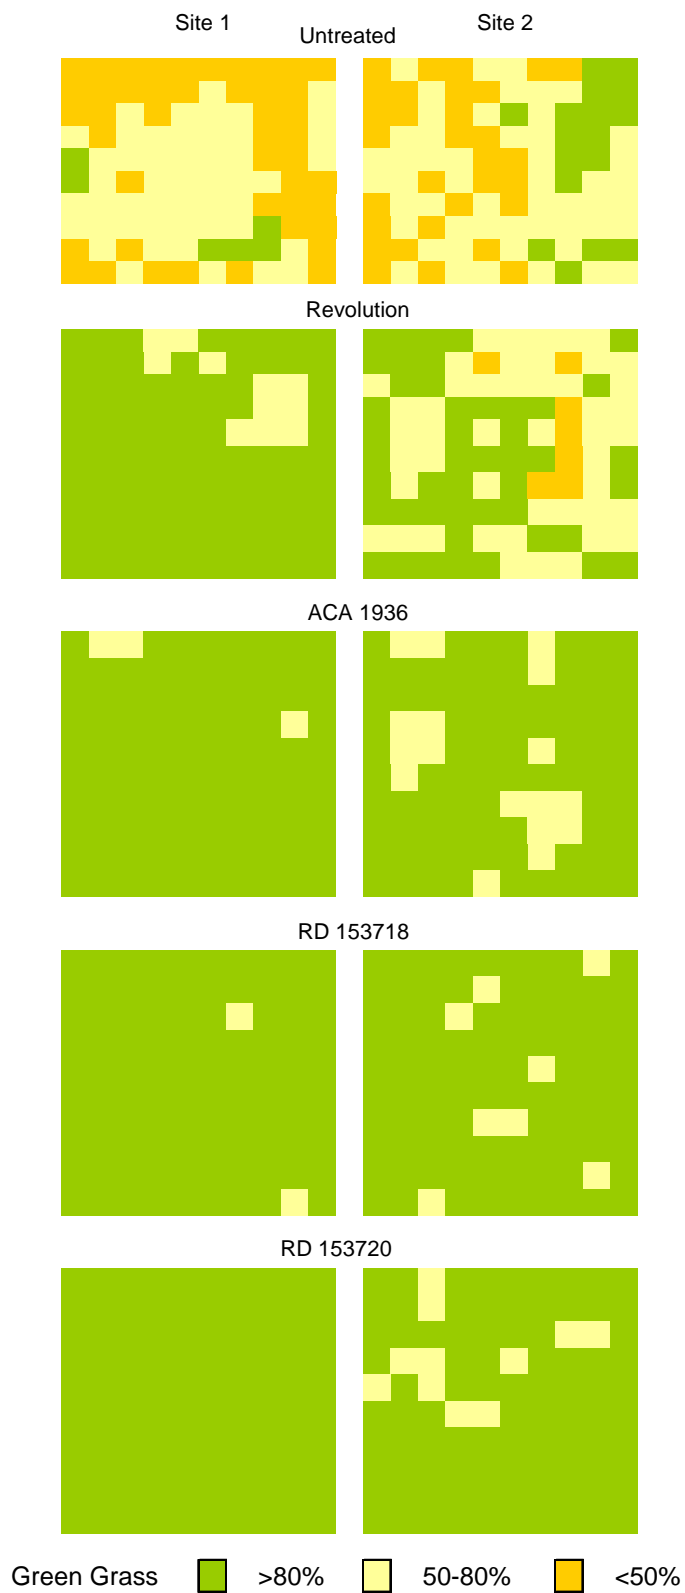 Site 1
Site 2
Untreated
Revolution
ACA 1936
RD 153718
RD 153720
Green Grass >80% 50-80% <50%